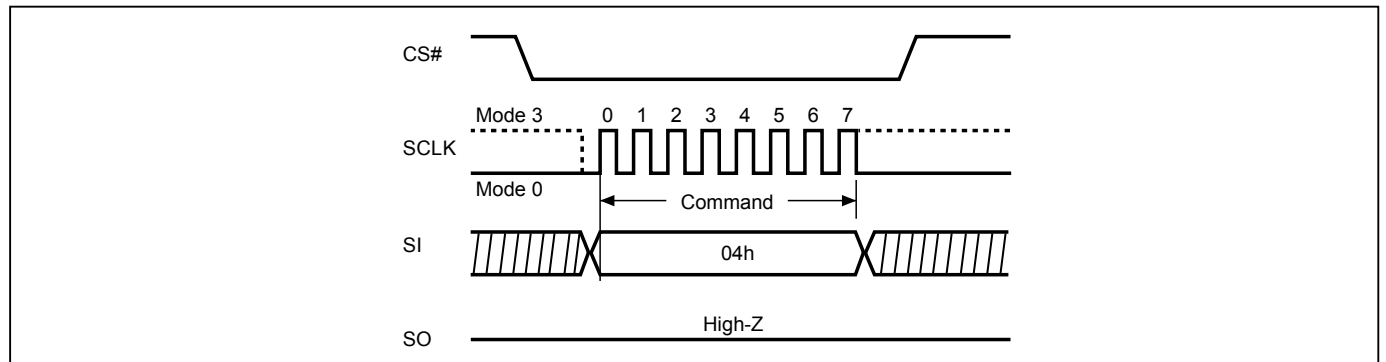 CS#
Mode 3
0 1 2 3 4 5 6 7
SCLK
Mode 0
Command
SI
04h
High-Z
SO